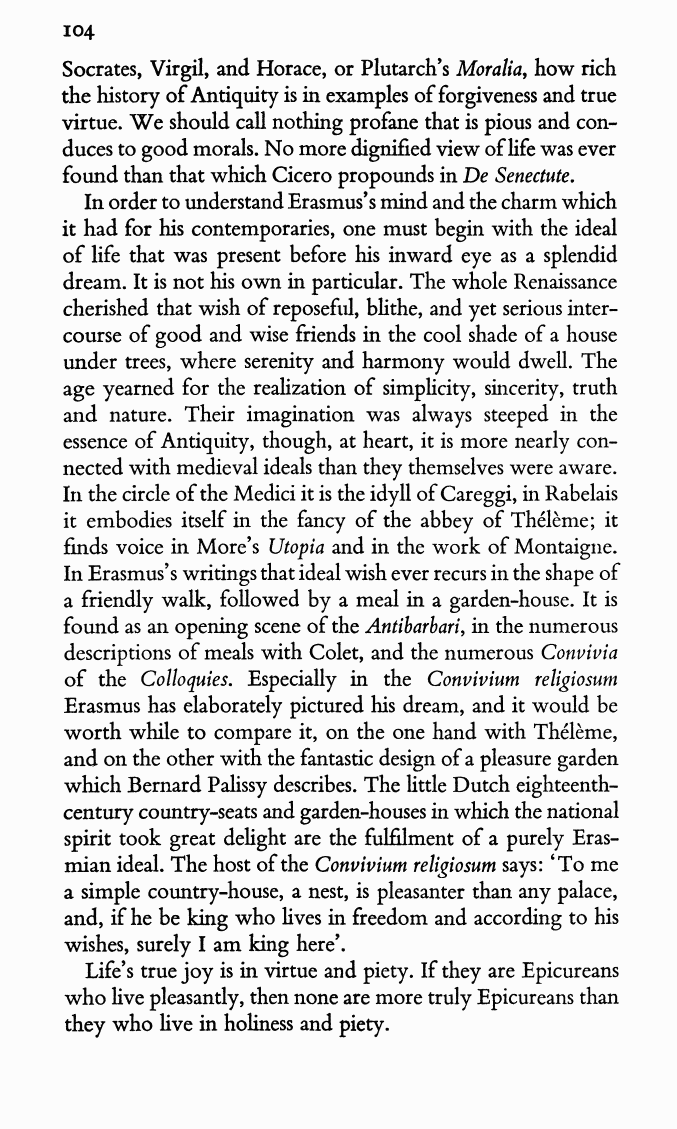 104
Socrates, Virgil, and Horace, or Plutarch's Moralia, how rich
the history of Antiquity is in examples of forgiveness and true
virtue. We should call nothing profane that is pious and con-
duces to good morals. No more dignified view of life was ever
found than that which Cicero propounds in De Senectute.
In order to understand Erasmus's mind and the charm which
it had for his contemporaries, one must begin with the ideal
of life that was present before his inward eye as a splendid
dream. It is not his own in particular. The whole Renaissance
cherished that wish of reposeful, blithe, and yet serious inter-
course of good and wise friends in the cool shade of a house
under trees, where serenity and harmony would dwell. The
age yearned for the realization of simplicity, sincerity, truth
and nature. Their imagination was always steeped in the
essence of Antiquity, though, at heart, it is more nearly con-
nected with medieval ideals than they themselves were aware.
In the circle of the Medici it is the idyll of Careggi, in Rabelais
it embodies itself in the fancy of the abbey of Thélème; it
finds voice in More's Utopia and in the work of Montaigne.
In Erasmus's writings that ideal wish ever recurs in the shape of
a friendly walk, followed by a meal in a garden-house. It is
found as an opening scene of the Antibarbari, in the numerous
descriptions of meals with Colet, and the numerous Convivia
of the Colloquies. Especially in the Convivium religiosum
Erasmus has elaborately pictured his dream, and it would be
worth while to compare it, on the one hand with Thélème,
and on the other with the fantastic design of a pleasure garden
which Bernard Palissy describes. The little Dutch eighteenth-
century country-seats and garden-houses in which the national
spirit took great delight are the fulfilment of a purely Eras-
mian ideal. The host of the Convivium religiosum says: 'To me
a simple country-house, a nest, is pleasanter than any palace,
and, if he be king who lives in freedom and according to his
wishes, surely I am king here'.
Life's true joy is in virtue and piety. If they are Epicureans
who live pleasantly, then none are more truly Epicureans than
they who live in holiness and piety.